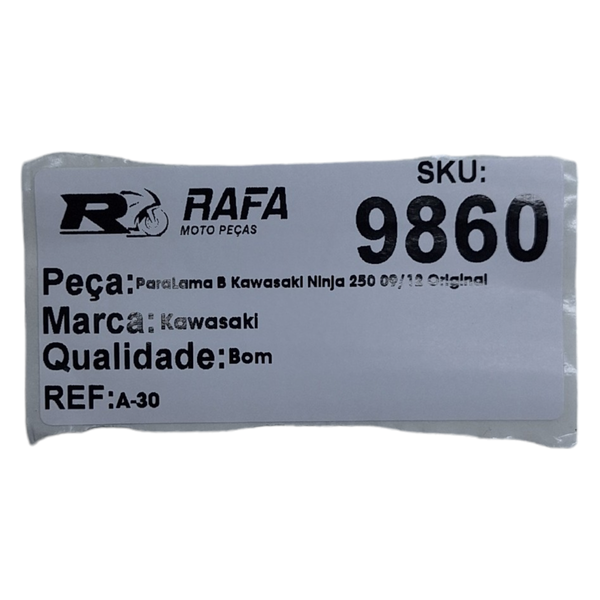 SKU:
R RAFA
MOTO PEÇAS
9860
Peça: ParaLama B Kawasaki Ninja 250 09/12 Original
Marca: Kawasaki
Qualidade: Bom
REF: A-30